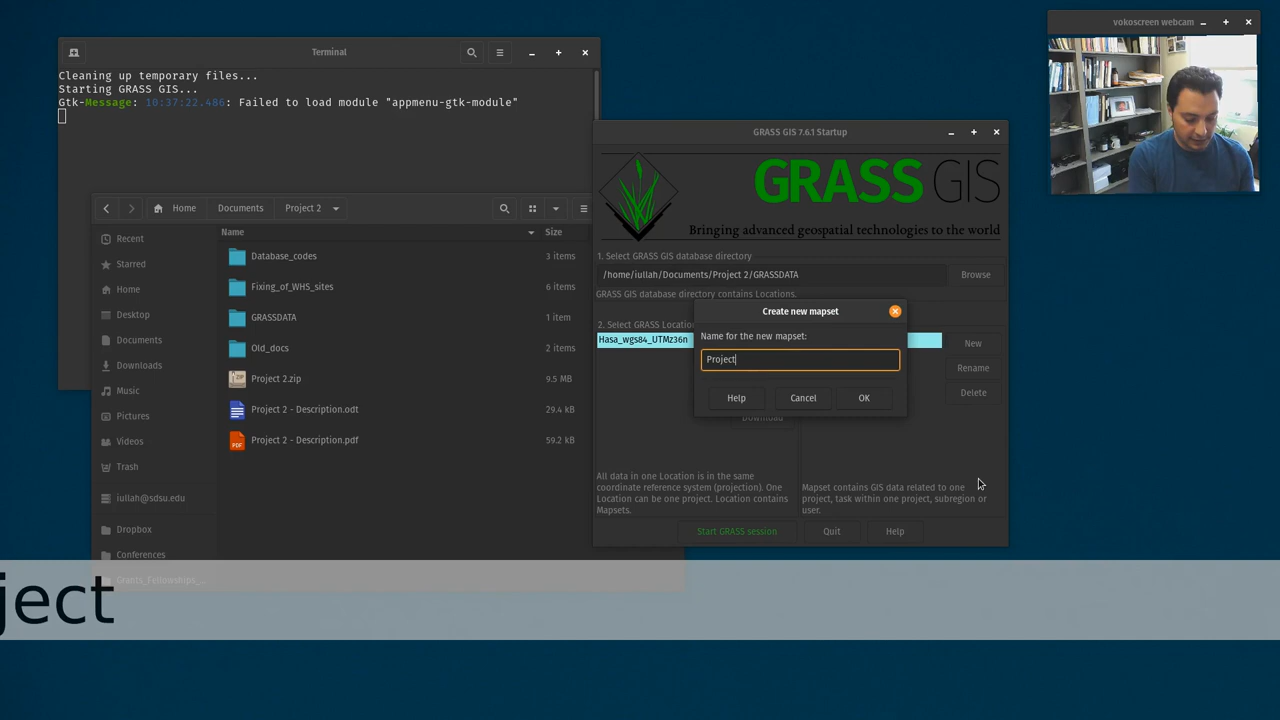 vokoscreen webcam
Terminal
Cleaning up temporary files...
Starting GRASS GIS...
Gtk-Message: 10:37:22.486: Failed to load module "appmenu-gtk-module"
GRASS GIS 7.6.1 Startup
GRASS GIS
Bringing advanced geospatial technologies to the world
1. Select GRASS GIS database directory
/home/iullah/Documents/Project 2/GRASSDATA
Browse
GRASS GIS database directory contains Locations.
2. Select GRASS Locatio
Hasa_wgs84_UTMz36n
New
Rename
Delete
Create new mapset
Name for the new mapset:
Project
Help
Cancel
OK
Download
All data in one Location is in the same
coordinate reference system (projection). One
Location can be one project. Location contains
Mapsets.
Mapset contains GIS data related to one
project, task within one project, subregion or
user.
Start GRASS session
Quit
Help
Home
Documents
Project 2
Name
Size
Recent
Starred
Home
Desktop
Documents
Downloads
Music
Pictures
Videos
Trash
iullah@sdsu.edu
Dropbox
Conferences
Grants_Fellowships_...
Database_codes
3 items
Fixing_of_WHS_sites
6 items
GRASSDATA
1 item
Old_docs
2 items
Project 2.zip
9.5 MB
Project 2 - Description.odt
29.4 kB
PDF
Project 2 - Description.pdf
59.2 kB
ject